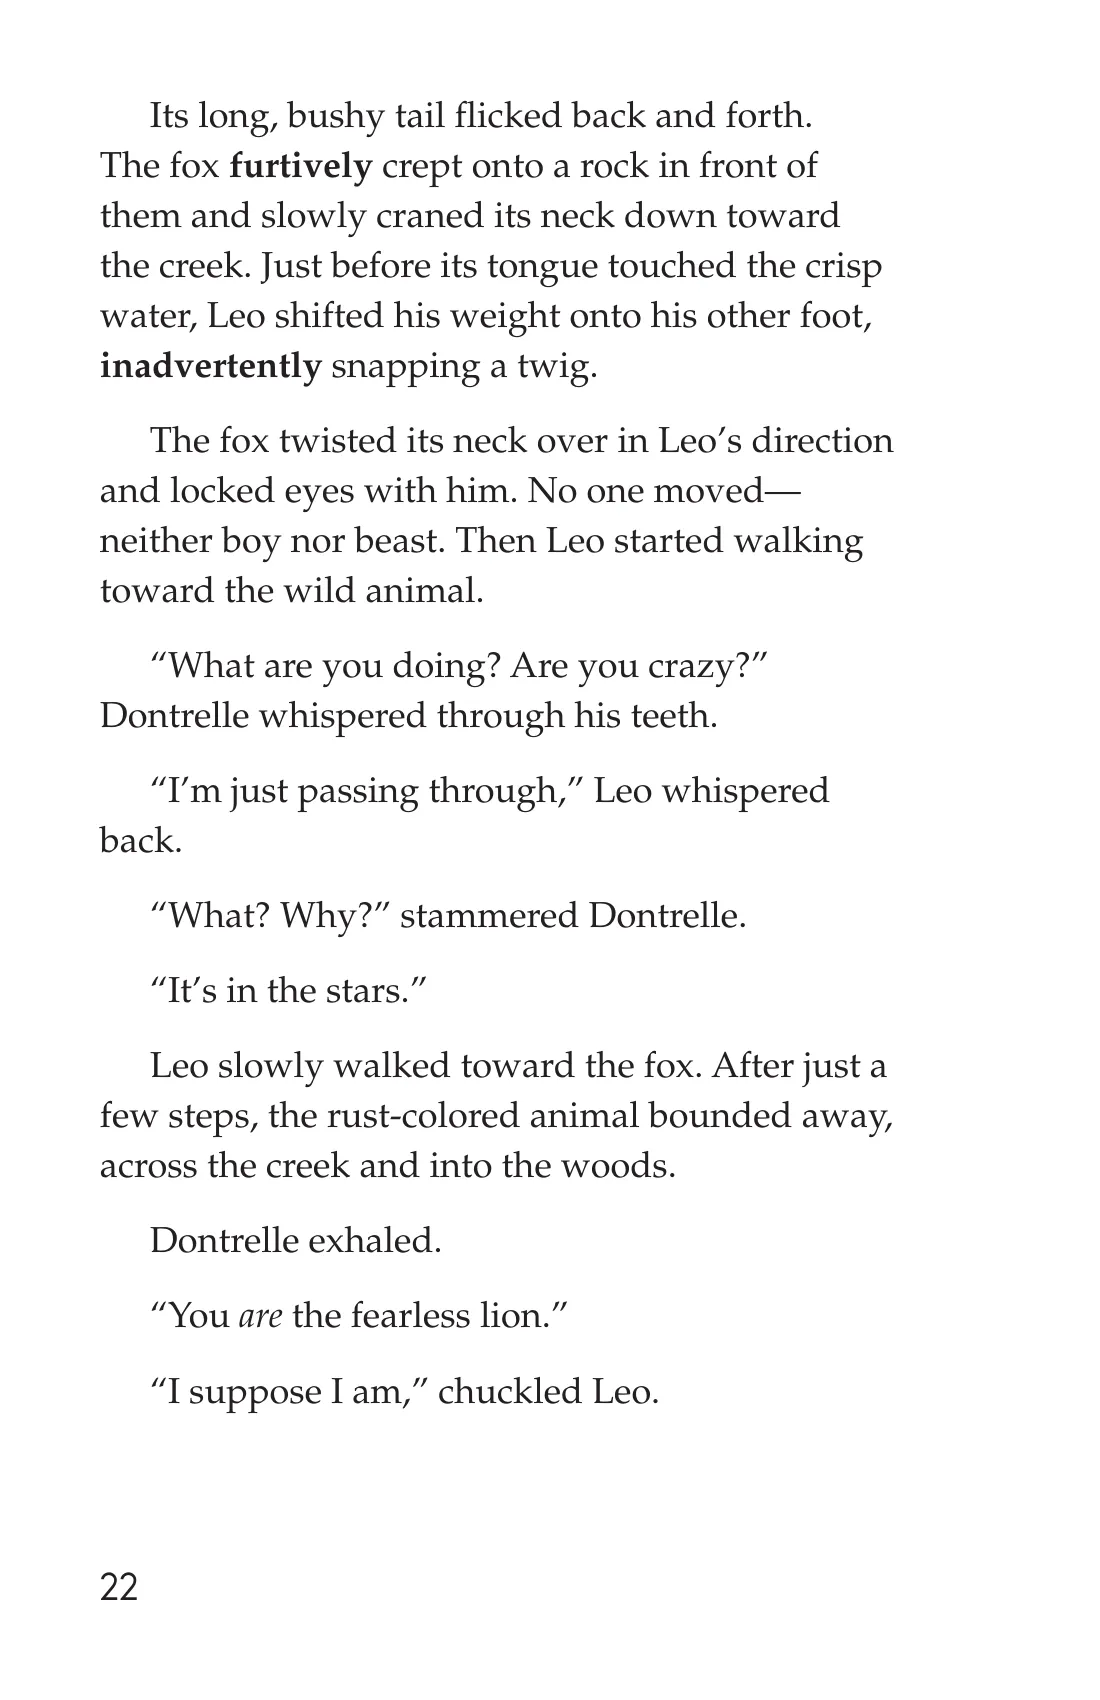 Its long, bushy tail flicked back and forth.
The fox furtively crept onto a rock in front of
them and slowly craned its neck down toward
the creek. Just before its tongue touched the crisp
water, Leo shifted his weight onto his other foot,
inadvertently snapping a twig.
The fox twisted its neck over in Leo’s direction
and locked eyes with him. No one moved—
neither boy nor beast. Then Leo started walking
toward the wild animal.
“What are you doing? Are you crazy?”
Dontrelle whispered through his teeth.
“I’m just passing through,” Leo whispered
back.
“What? Why?” stammered Dontrelle.
“It’s in the stars.”
Leo slowly walked toward the fox. After just a
few steps, the rust-colored animal bounded away,
across the creek and into the woods.
Dontrelle exhaled.
“You are the fearless lion.”
“I suppose I am,” chuckled Leo.
22